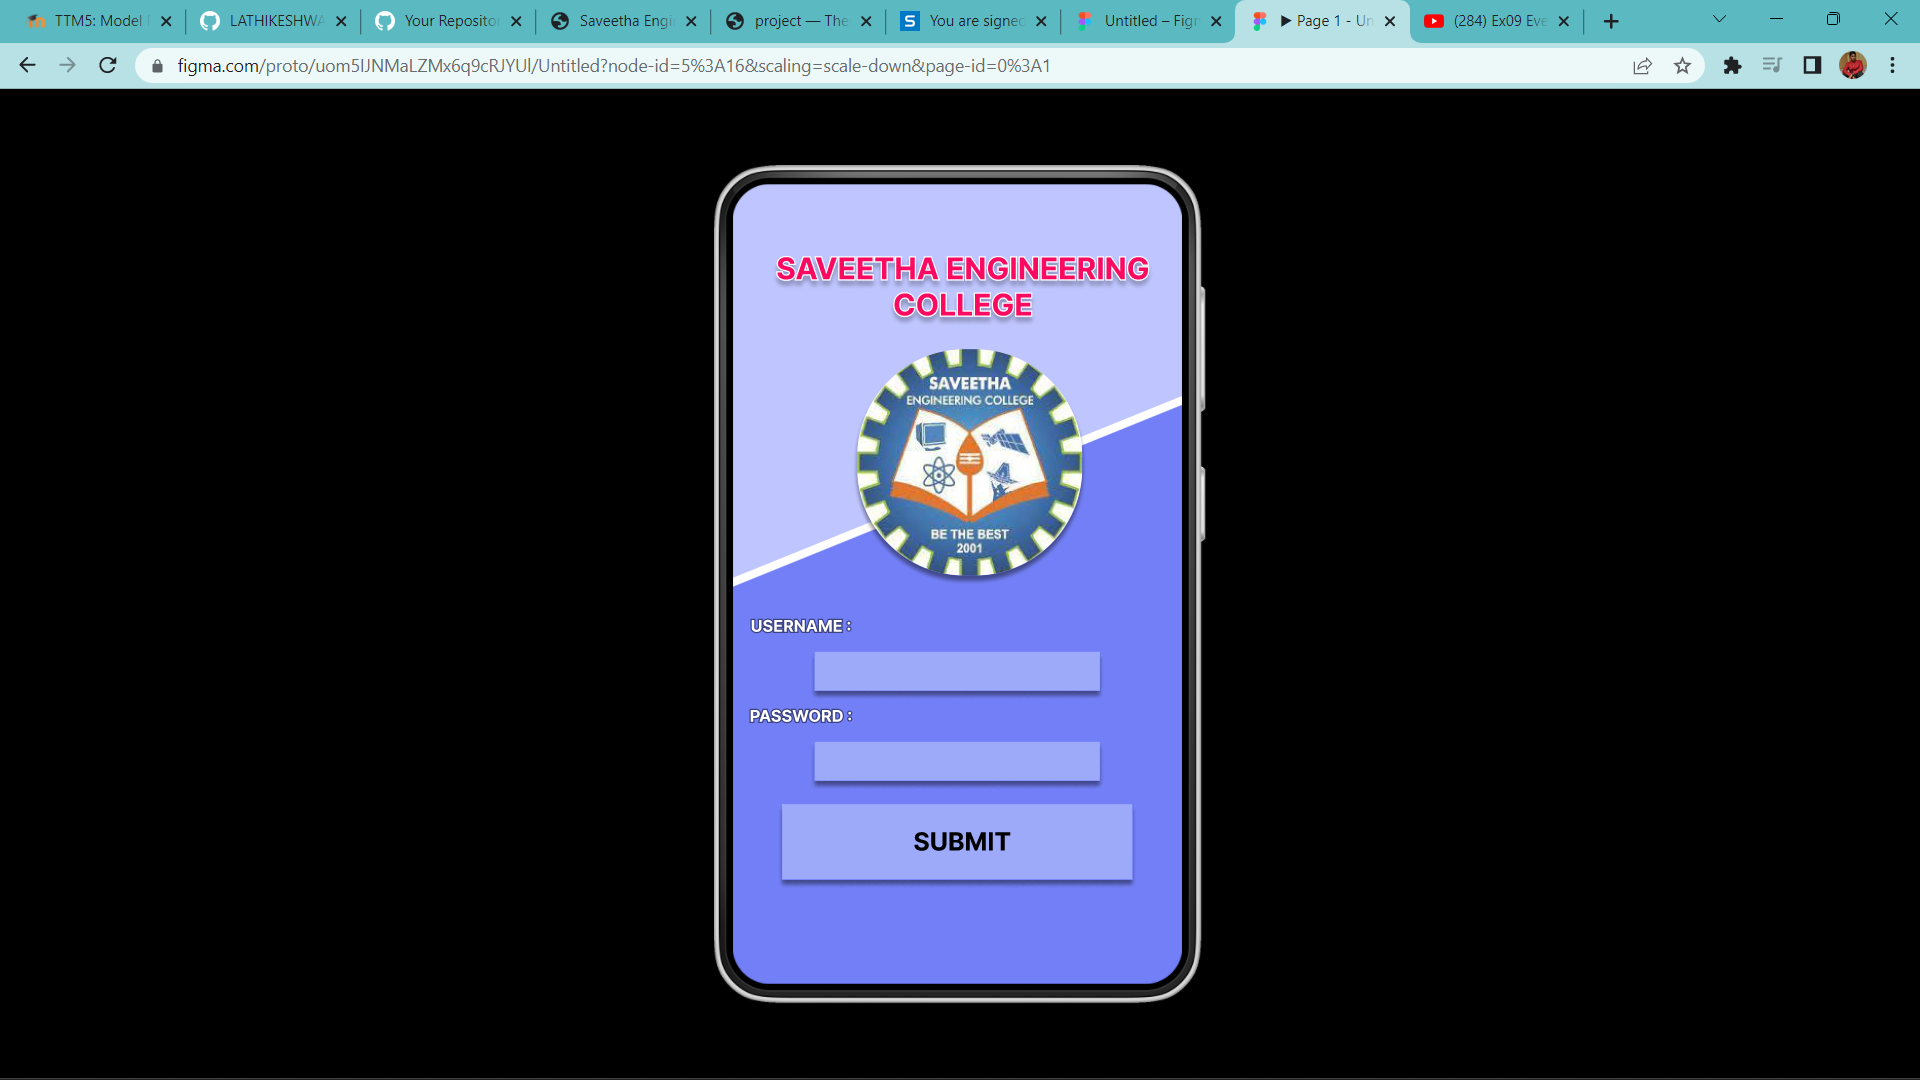 TTM5: Model
LATHIKESHWA
Your Reposito
Saveetha Engi
project — The
You are signed
Untitled – Fig
▶ Page 1 - Un
(284) Ex09 Eve
figma.com/proto/uom5IJNMaLZMx6q9cRJYUl/Untitled?node-id=5%3A16&scaling=scale-down&page-id=0%3A1
SAVEETHA ENGINEERING
COLLEGE
SAVEETHA
ENGINEERING COLLEGE
BE THE BEST
2001
USERNAME :
PASSWORD :
SUBMIT